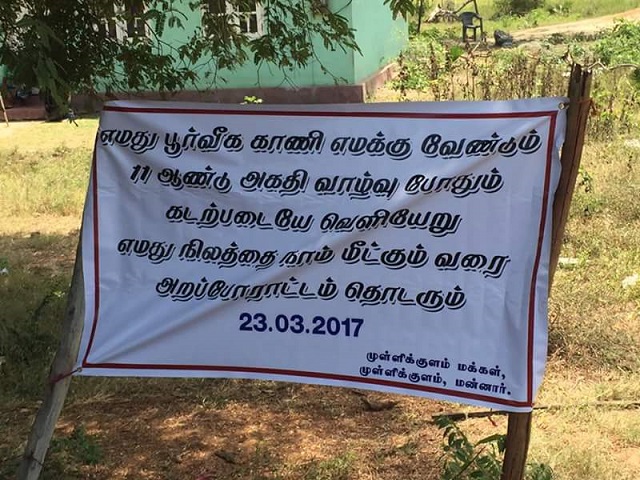 எமது பூர்வீக காணி எமக்கு வேண்டும்
11 ஆண்டு அகதி வாழ்வு போதும்
கடற்படையே வெளியேறு
எமது நிலத்தை நாம் மீட்கும் வரை
அறப்போராட்டம் தொடரும்
23.03.2017
முள்ளிக்குளம் மக்கள்,
முள்ளிக்குளம், மன்னார்.